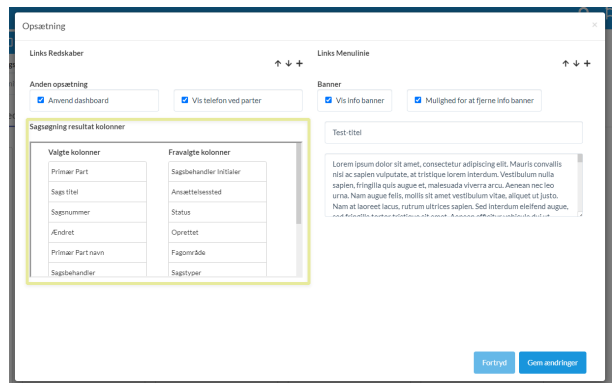 Opsætning
Links Redskaber
Anden opsætning
Anvend dashboard
Vis telefon ved parter
Sagsøgning resultat kolonner
Valgte kolonner
Fravalgte kolonner
Primær Part
Sagsbehandler Initialer
Sags titel
Ansættelsessted
Sagsnummer
Status
Ændret
Oprettet
Primær Part navn
Fagområde
Sagsbehandler
Sagstyper
Links Menulinie
Banner
Vis info banner
Mulighed for at fjerne info banner
Test-titel
Lorem ipsum dolor sit amet, consectetur adipiscing elit. Mauris convallis
nisi ac sapien vulputate, at tristique lorem interdum. Vestibulum nulla
sapien, fringilla quis augue et, malesuada viverra arcu. Aenean nec leo
urna. Nam augue felis, mollis sit amet vestibulum vitae, aliquet ut justo.
Nam at laoreet lacus, rutrum ultrices sapien. Sed interdum eleifend augue,
Fortryd
Gem ændringer